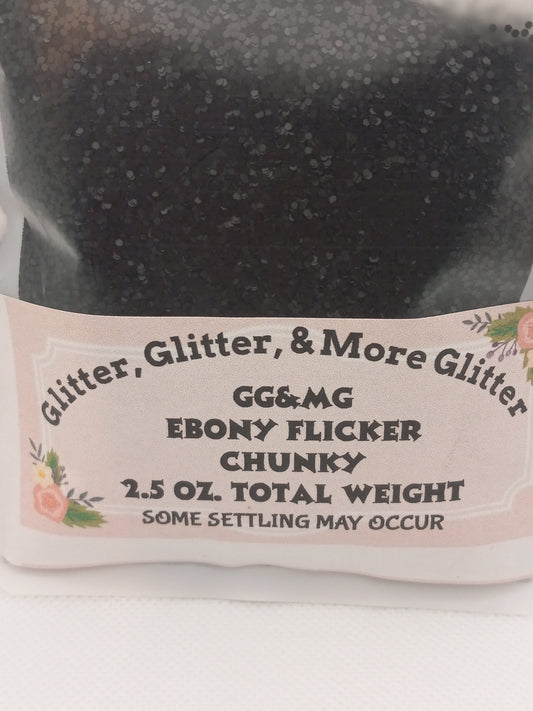 Glitter, Glitter, & More Glitter
GG&MG
EBONY FLICKER
CHUNKY
2.5 OZ. TOTAL WEIGHT
SOME SETTLING MAY OCCUR